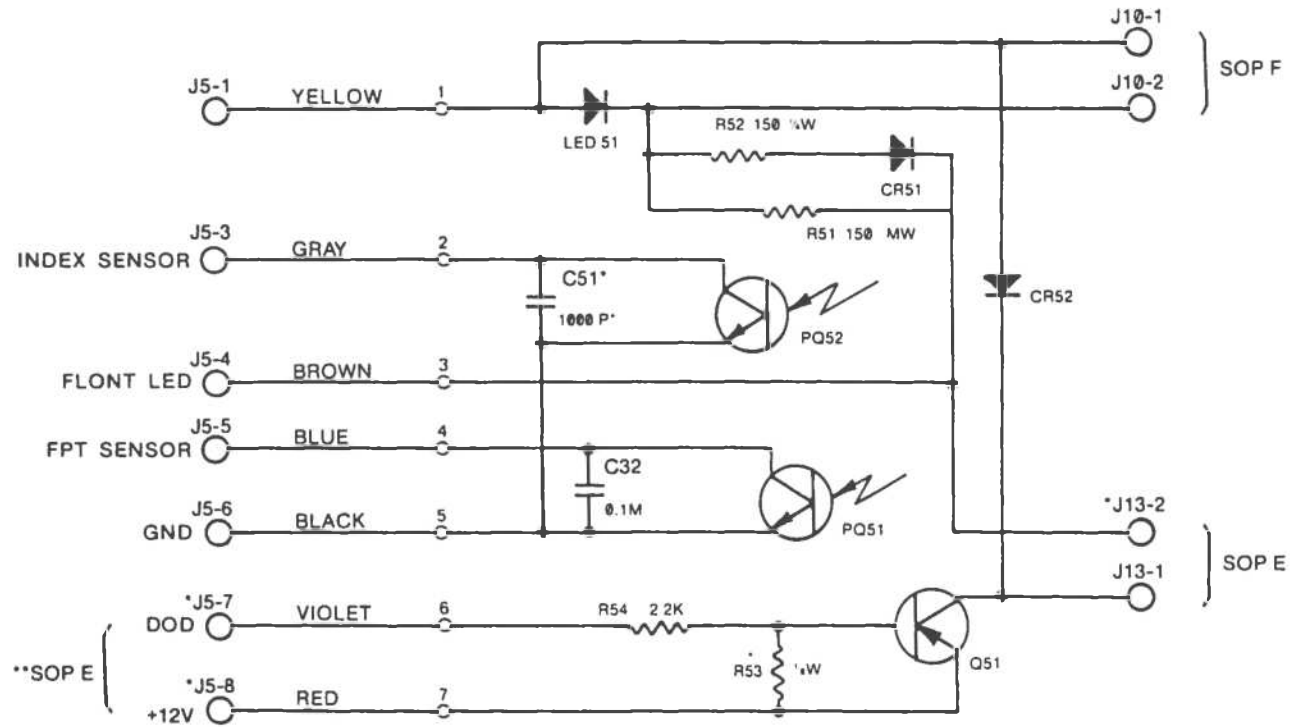 J10-1
SOP F
J5-1
YELLOW
1
J10-2
LED 51
R52 150 ¼W
CR51
R51 150 MW
J5-3
INDEX SENSOR
GRAY
2
C51*
1000 P*
PQ52
CR52
J5-4
FLONT LED
BROWN
3
J5-5
FPT SENSOR
BLUE
4
C32
0.1M
PQ51
J5-6
GND
BLACK
5
*J13-2
SOP E
J13-1
*J5-7
DOD
VIOLET
6
R54 2 2K
**SOP E
*
R53
W
Q51
*J5-8
+12V
RED
7